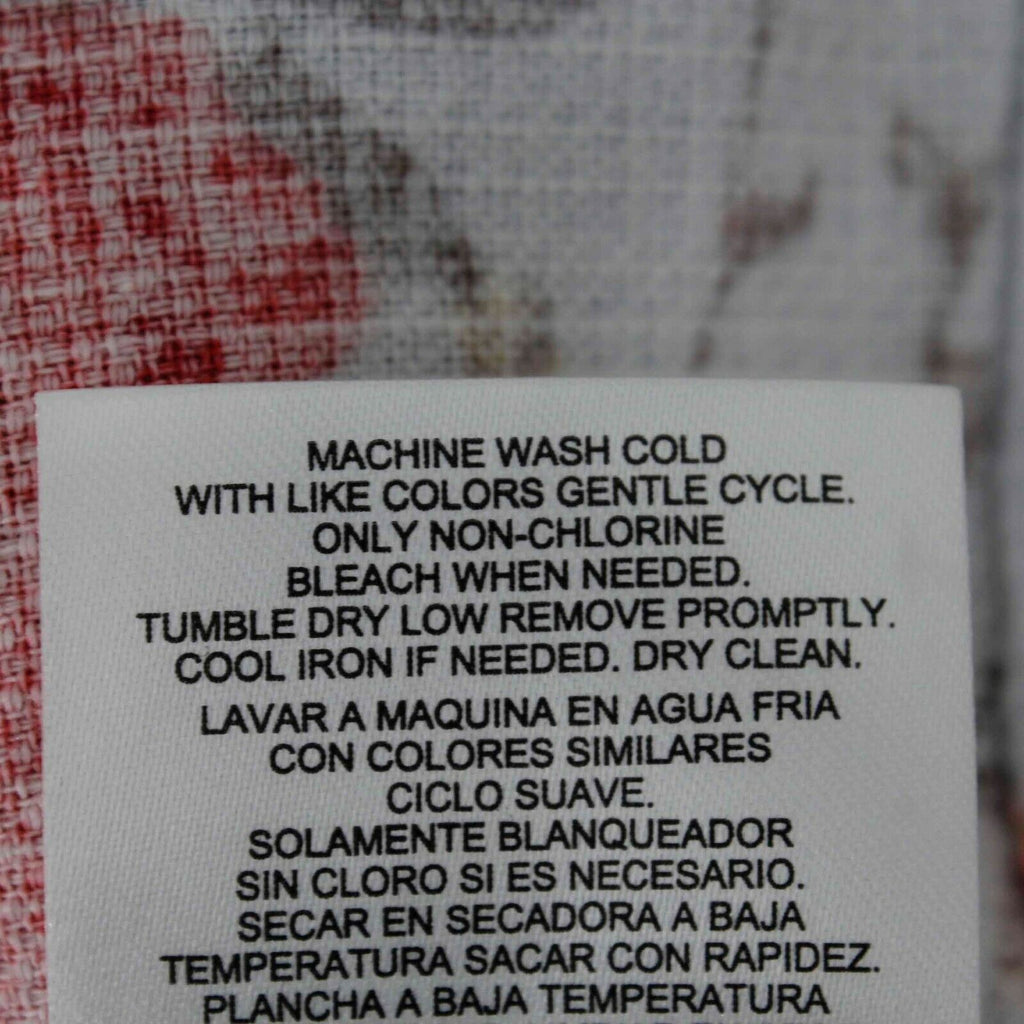 MACHINE WASH COLD
WITH LIKE COLORS GENTLE CYCLE.
ONLY NON-CHLORINE
BLEACH WHEN NEEDED.
TUMBLE DRY LOW REMOVE PROMPTLY.
COOL IRON IF NEEDED. DRY CLEAN.
LAVAR A MAQUINA EN AGUA FRIA
CON COLORES SIMILARES
CICLO SUAVE.
SOLAMENTE BLANQUEADOR
SIN CLORO SI ES NECESARIO.
SECAR EN SECADORA A BAJA
TEMPERATURA SACAR CON RAPIDEZ.
PLANCHA A BAJA TEMPERATURA